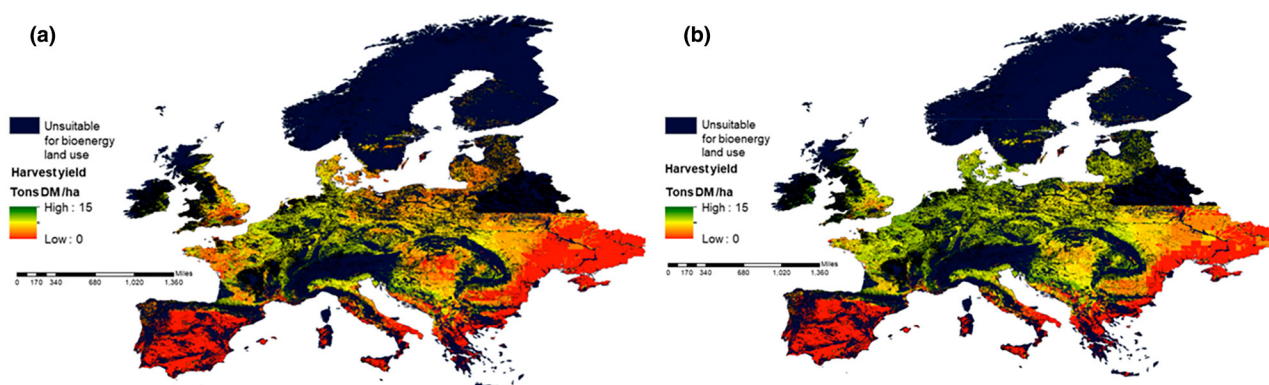 (a)
Unsuitable
for bioenergy
land use
Harvest yield
Tons DM/ha
High : 15
Low : 0
Miles
0 170 340 680 1,020 1,360
(b)
Unsuitable
for bioenergy
land use
Harvest yield
Tons DM/ha
High : 15
Low : 0
Miles
0 170 340 680 1,020 1,360